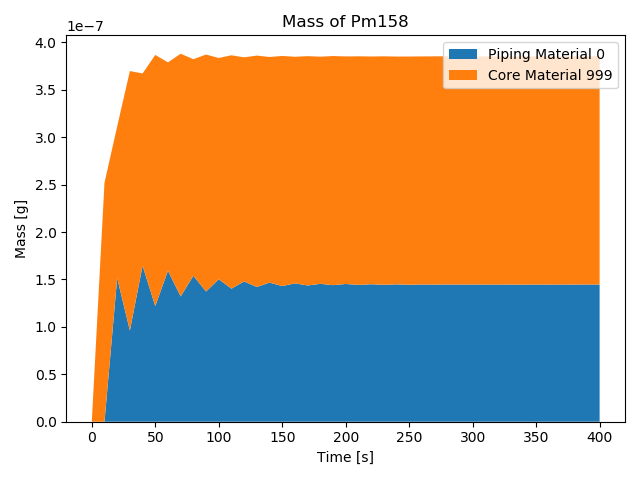 Mass of Pm158
1e−7
Piping Material 0
Core Material 999
4.0
3.5
3.0
2.5
2.0
1.5
1.0
0.5
0.0
Mass [g]
0 50 100 150 200 250 300 350 400
Time [s]